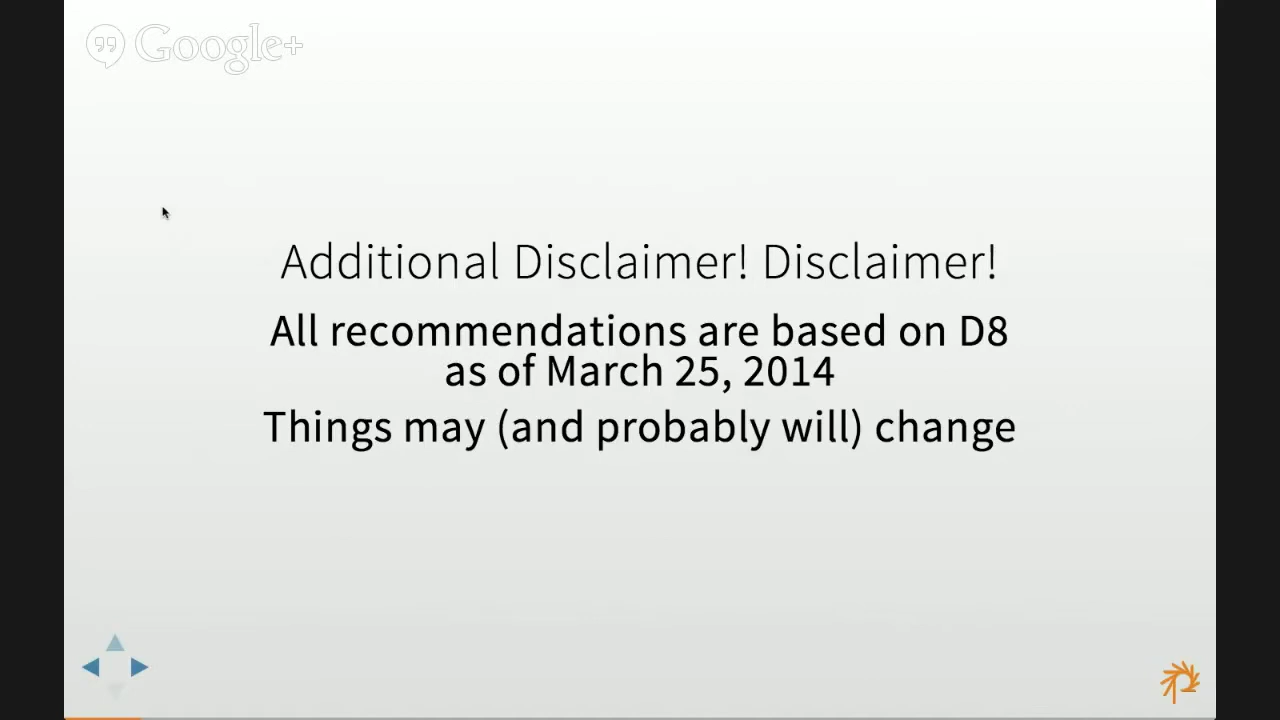 Google+
Additional Disclaimer! Disclaimer!
All recommendations are based on D8
as of March 25, 2014
Things may (and probably will) change